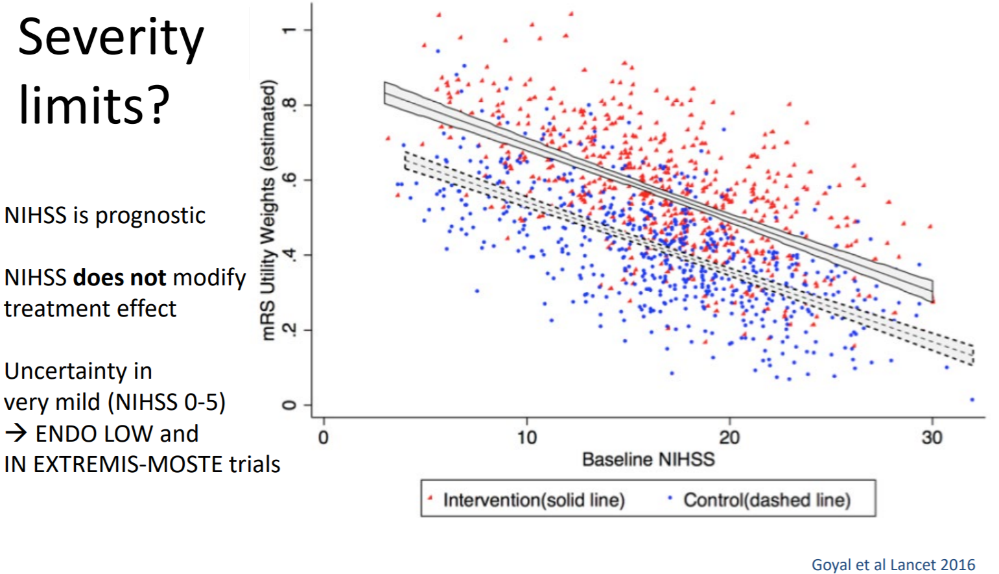 Severity
limits?
NIHSS is prognostic
NIHSS does not modify
treatment effect
Uncertainty in
very mild (NIHSS 0-5)
→ ENDO LOW and
IN EXTREMIS-MOSTE trials
mRS Utility Weights (estimated)
1
.8
.6
.4
.2
0
0 10 20 30
Baseline NIHSS
Intervention(solid line) Control(dashed line)
Goyal et al Lancet 2016